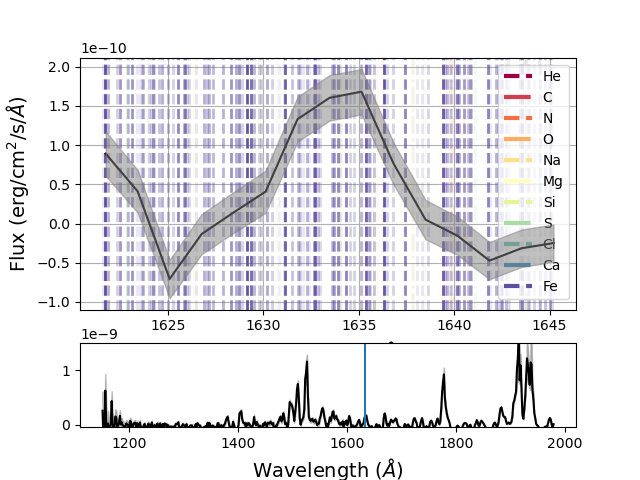 1e−10
2.0
1.5
1.0
0.5
0.0
−0.5
−1.0
Flux (erg/cm²/s/Å)
He
C
N
O
Na
Mg
Si
S
Cl
Ca
Fe
1625
1630
1635
1640
1645
1e−9
1
0
1200
1400
1600
1800
2000
Wavelength (Å)